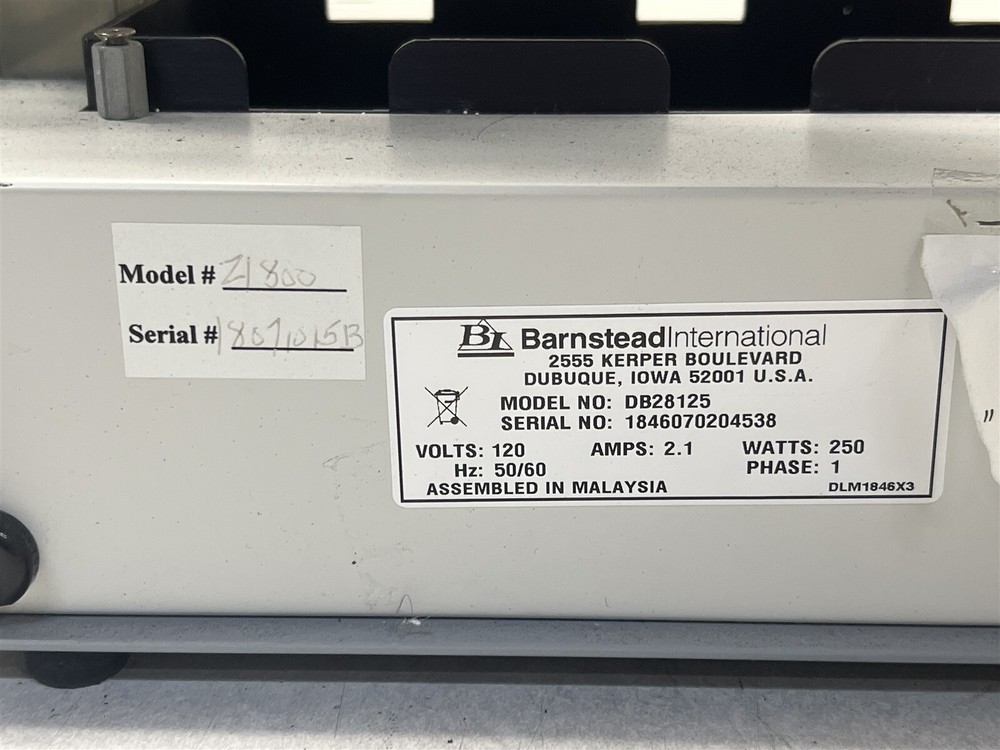 Model # Z1800
Serial # 18071015B
BI BarnsteadInternational
2555 KERPER BOULEVARD
DUBUQUE, IOWA 52001 U.S.A.
MODEL NO: DB28125
SERIAL NO: 1846070204538
VOLTS: 120 AMPS: 2.1 WATTS: 250
Hz: 50/60 PHASE: 1
ASSEMBLED IN MALAYSIA DLM1846X3
"